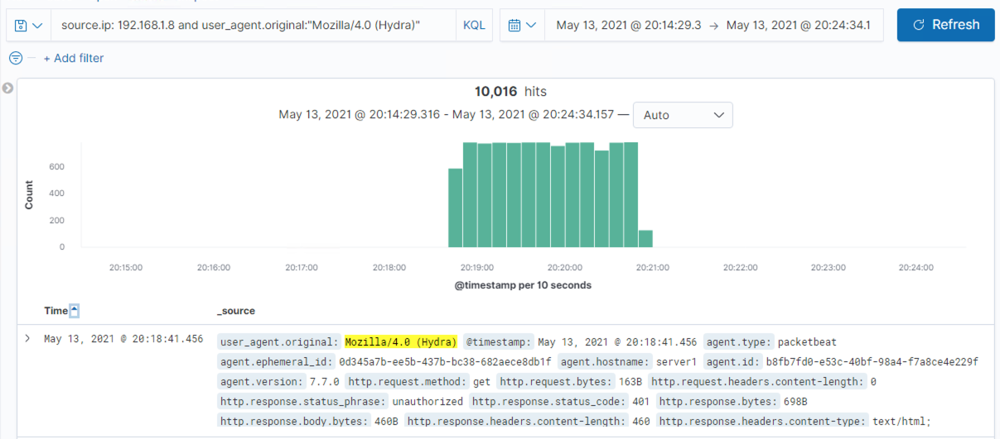 source.ip: 192.168.1.8 and user_agent.original:"Mozilla/4.0 (Hydra)" KQL May 13, 2021 @ 20:14:29.3 → May 13, 2021 @ 20:24:34.1 Refresh
+ Add filter
10,016 hits
May 13, 2021 @ 20:14:29.316 - May 13, 2021 @ 20:24:34.157 — Auto
600
400
200
0
Count
20:15:00 20:16:00 20:17:00 20:18:00 20:19:00 20:20:00 20:21:00 20:22:00 20:23:00 20:24:00
@timestamp per 10 seconds
Time _source
May 13, 2021 @ 20:18:41.456 user_agent.original: Mozilla/4.0 (Hydra) @timestamp: May 13, 2021 @ 20:18:41.456 agent.type: packetbeat
agent.ephemeral_id: 0d345a7b-ee5b-437b-bc38-682aece8db1f agent.hostname: server1 agent.id: b8fb7fd0-e53c-40bf-98a4-f7a8ce4e229f
agent.version: 7.7.0 http.request.method: get http.request.bytes: 163B http.request.headers.content-length: 0
http.response.status_phrase: unauthorized http.response.status_code: 401 http.response.bytes: 698B
http.response.body.bytes: 460B http.response.headers.content-length: 460 http.response.headers.content-type: text/html;